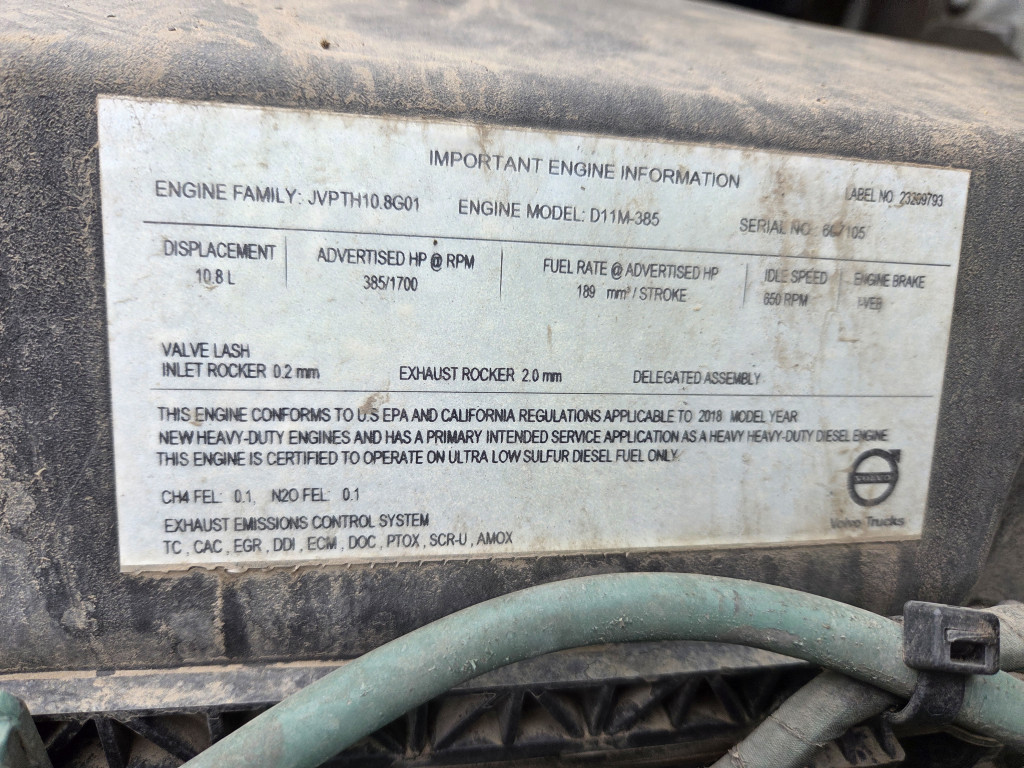 IMPORTANT ENGINE INFORMATION
LABEL NO 23209793
ENGINE FAMILY: JVPTH10.8G01 ENGINE MODEL: D11M-385 SERIAL NO
DISPLACEMENT ADVERTISED HP @ RPM FUEL RATE @ ADVERTISED HP IDLE SPEED ENGINE BRAKE
10.8 L 385/1700 189 mm³ / STROKE 650 RPM
VALVE LASH
INLET ROCKER 0.2 mm EXHAUST ROCKER 2.0 mm DELEGATED ASSEMBLY
THIS ENGINE CONFORMS TO U.S EPA AND CALIFORNIA REGULATIONS APPLICABLE TO 2018 MODEL YEAR
NEW HEAVY-DUTY ENGINES AND HAS A PRIMARY INTENDED SERVICE APPLICATION AS A HEAVY HEAVY-DUTY DIESEL ENGINE
THIS ENGINE IS CERTIFIED TO OPERATE ON ULTRA LOW SULFUR DIESEL FUEL ONLY.
VOLVO
Volvo Trucks
CH4 FEL: 0.1, N2O FEL: 0.1
EXHAUST EMISSIONS CONTROL SYSTEM
TC , CAC , EGR , DDI , ECM , DOC , PTOX , SCR-U , AMOX